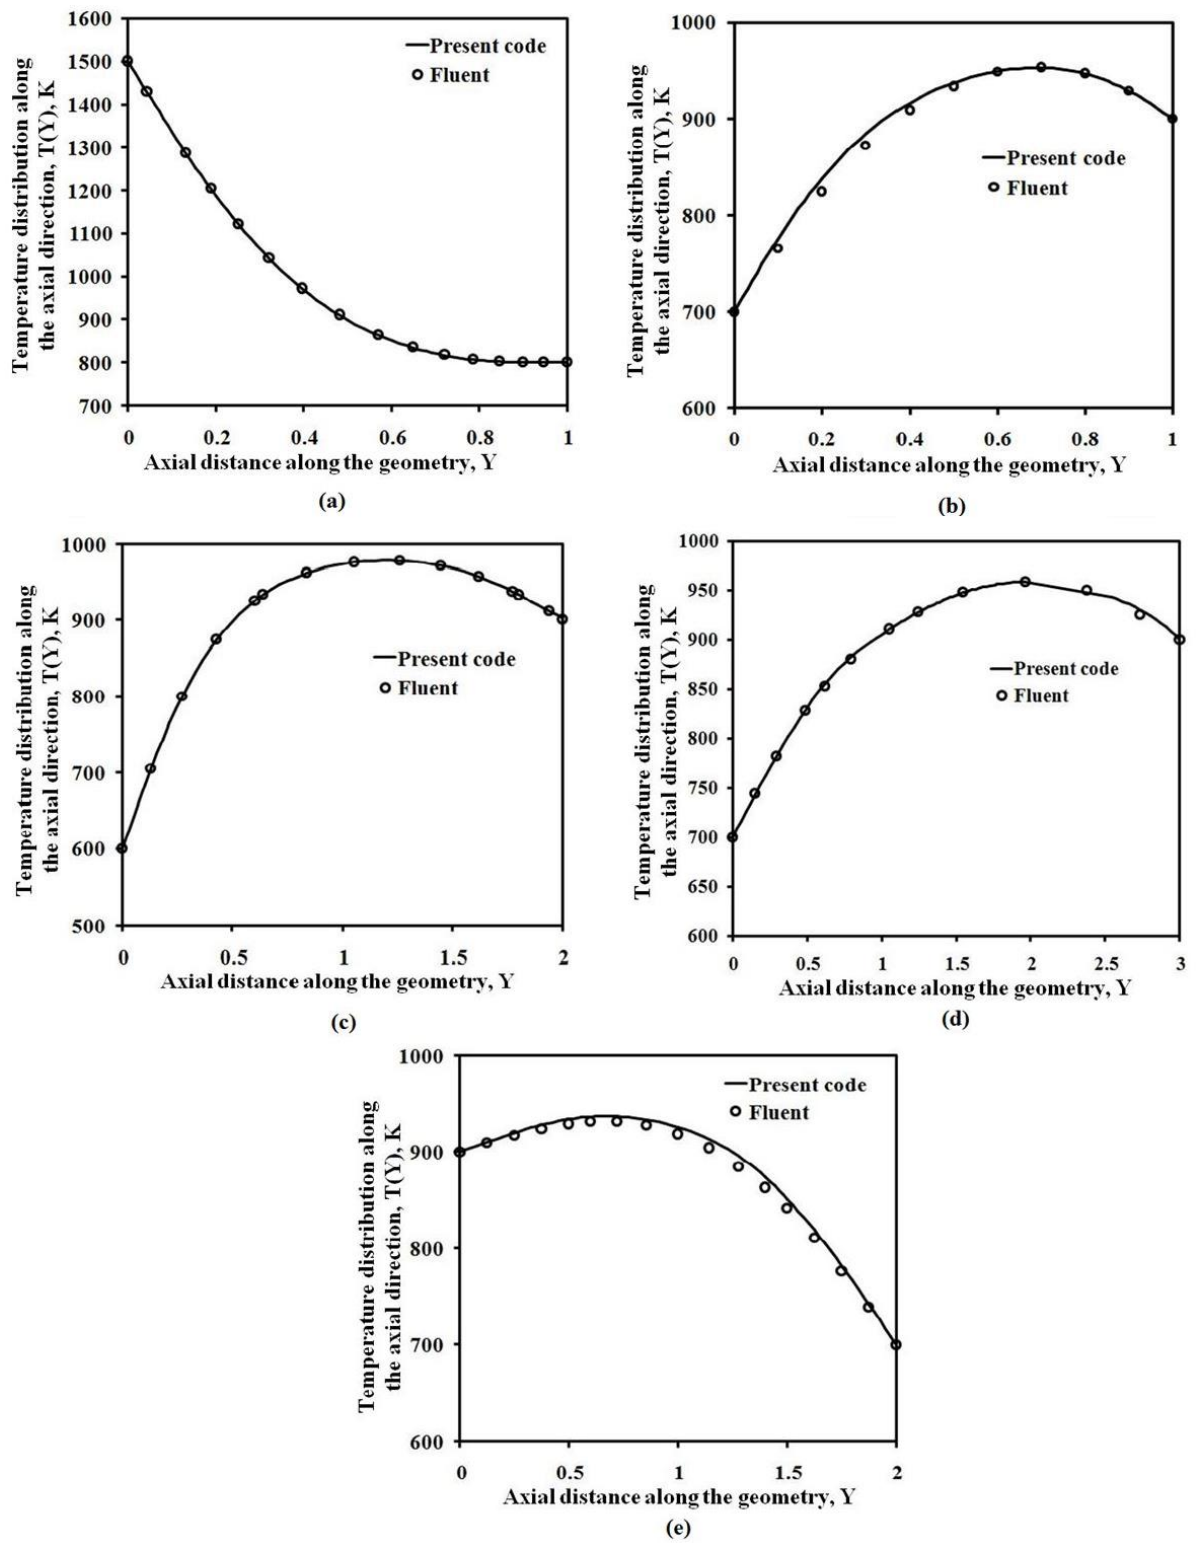 1600
1500
1400
1300
1200
1100
1000
900
800
700
Temperature distribution along
the axial direction, T(Y), K
Present code
Fluent
0 0.2 0.4 0.6 0.8 1
Axial distance along the geometry, Y
(a)
1000
900
800
700
600
Temperature distribution along
the axial direction, T(Y), K
Present code
Fluent
0 0.2 0.4 0.6 0.8 1
Axial distance along the geometry, Y
(b)
1000
900
800
700
600
500
Temperature distribution along
the axial direction, T(Y), K
Present code
Fluent
0 0.5 1 1.5 2
Axial distance along the geometry, Y
(c)
1000
950
900
850
800
750
700
650
600
Temperature distribution along
the axial direction, T(Y), K
Present code
Fluent
0 0.5 1 1.5 2 2.5 3
Axial distance along the geometry, Y
(d)
1000
900
800
700
600
Temperature distribution along
the axial direction, T(Y), K
Present code
Fluent
0 0.5 1 1.5 2
Axial distance along the geometry, Y
(e)